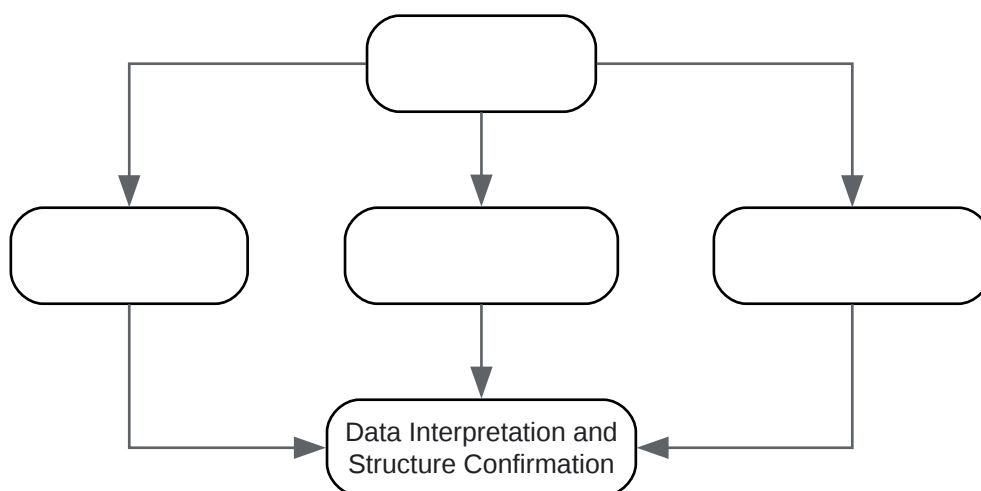 Data Interpretation and
Structure Confirmation